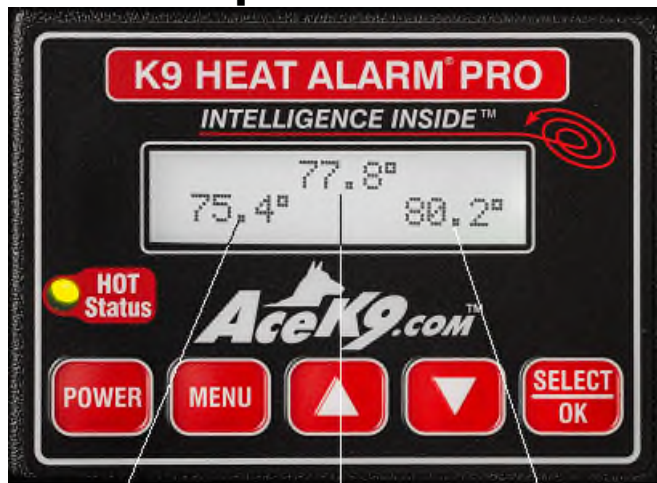 K9 HEAT ALARM® PRO
INTELLIGENCE INSIDE™
77.8°
75.4° 80.2°
HOT
Status
AceK9.com™
POWER MENU SELECT
OK